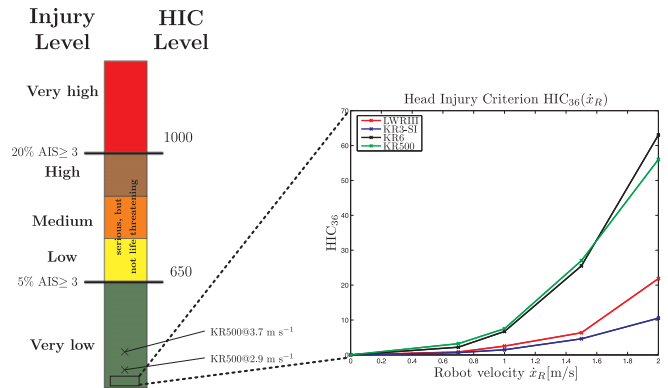 Injury Level
HIC Level
Very high
1000
20% AIS≥ 3
High
Medium
serious, but
not life threatening
Low
650
5% AIS≥ 3
Very low
KR500@3.7 m s⁻¹
KR500@2.9 m s⁻¹
Head Injury Criterion HIC₃₆(ẋ_R)
LWRIII
KR3-SI
KR6
KR500
HIC₃₆
70
60
50
40
30
20
10
0
0 0.2 0.4 0.6 0.8 1 1.2 1.4 1.6 1.8 2
Robot velocity ẋ_R[m/s]